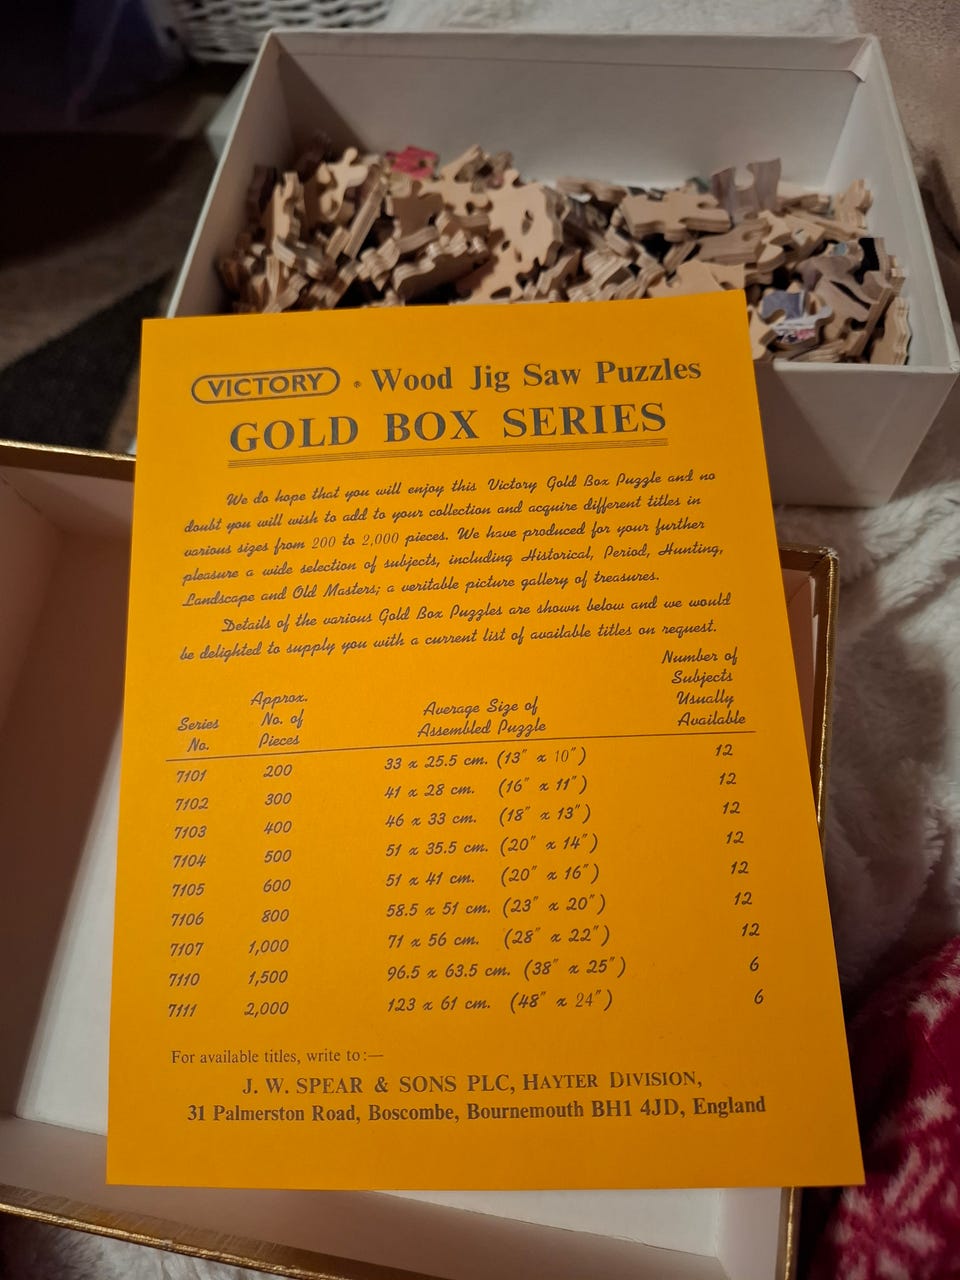 VICTORY ® Wood Jig Saw Puzzles
GOLD BOX SERIES
We do hope that you will enjoy this Victory Gold Box Puzzle and no
doubt you will wish to add to your collection and acquire different titles in
various sizes from 200 to 2,000 pieces. We have produced for your further
pleasure a wide selection of subjects, including Historical, Period, Hunting,
Landscape and Old Masters; a veritable picture gallery of treasures.
Details of the various Gold Box Puzzles are shown below and we would
be delighted to supply you with a current list of available titles on request.
Series No. Approx. No. of Pieces Average Size of Assembled Puzzle Number of Subjects Usually Available
7101 200 33 x 25.5 cm. (13" x 10") 12
7102 300 41 x 28 cm. (16" x 11") 12
7103 400 46 x 33 cm. (18" x 13") 12
7104 500 51 x 35.5 cm. (20" x 14") 12
7105 600 51 x 41 cm. (20" x 16") 12
7106 800 58.5 x 51 cm. (23" x 20") 12
7107 1,000 71 x 56 cm. (28" x 22") 12
7110 1,500 96.5 x 63.5 cm. (38" x 25") 6
7111 2,000 123 x 61 cm. (48" x 24") 6
For available titles, write to:—
J. W. SPEAR & SONS PLC, HAYTER DIVISION,
31 Palmerston Road, Boscombe, Bournemouth BH1 4JD, England